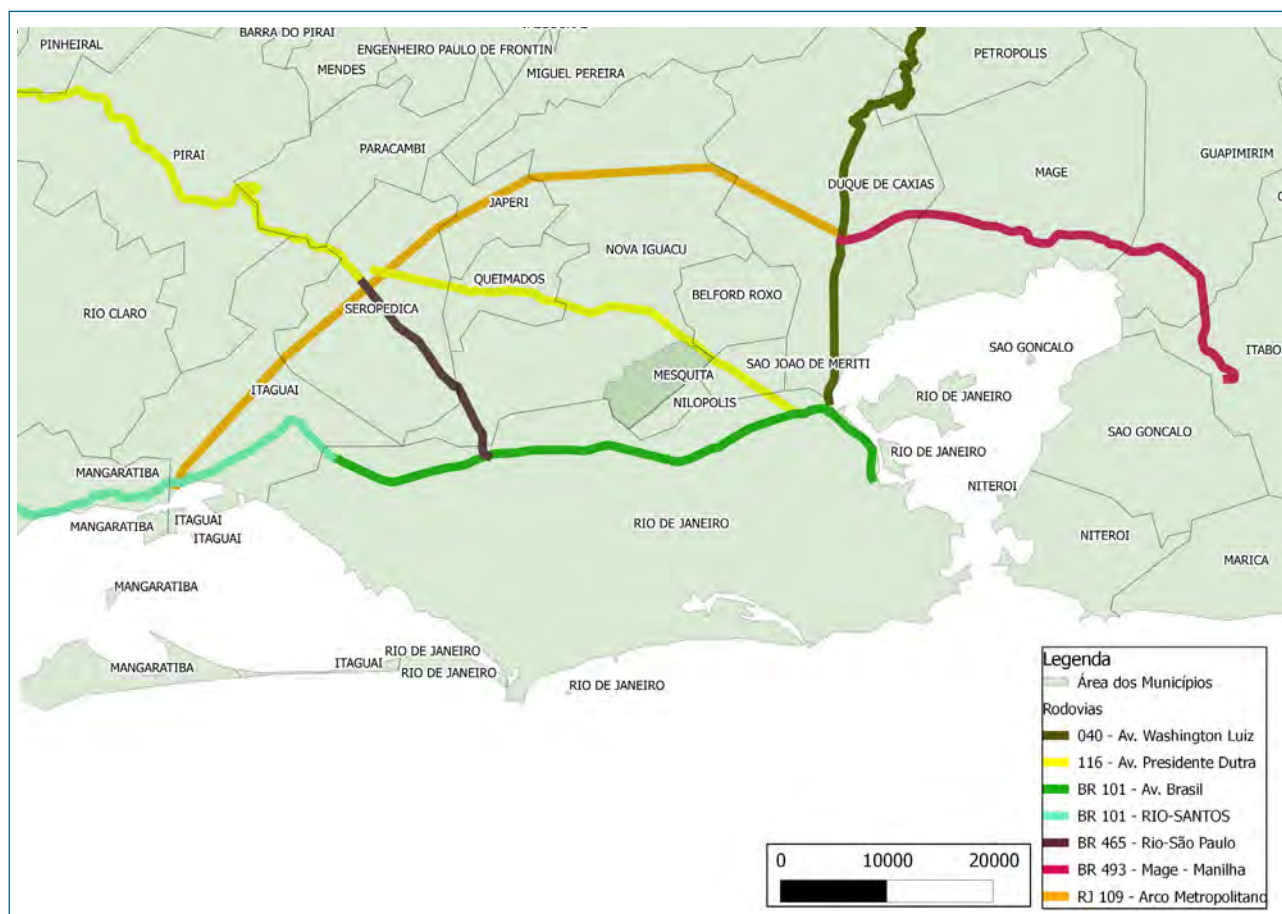 BARRA DO PIRAI
PINHEIRAL
ENGENHEIRO PAULO DE FRONTIN
PETROPOLIS
MENDES
MIGUEL PEREIRA
PARACAMBI
PIRAI
GUAPIMIRIM
MAGE
DUQUE DE CAXIAS
JAPERI
NOVA IGUACU
QUEIMADOS
BELFORD ROXO
RIO CLARO
SEROPEDICA
SAO GONCALO
ITABO
SAO JOAO DE MERITI
MESQUITA
ITAGUAI
NILOPOLIS
RIO DE JANEIRO
SAO GONCALO
RIO DE JANEIRO
MANGARATIBA
NITEROI
ITAGUAI
MANGARATIBA
RIO DE JANEIRO
ITAGUAI
NITEROI
MARICA
MANGARATIBA
RIO DE JANEIRO
ITAGUAI
MANGARATIBA
RIO DE JANEIRO
RIO DE JANEIRO
Legenda
Área dos Municípios
Rodovias
040 - Av. Washington Luiz
116 - Av. Presidente Dutra
BR 101 - Av. Brasil
BR 101 - RIO-SANTOS
BR 465 - Rio-São Paulo
BR 493 - Mage - Manilha
RJ 109 - Arco Metropolitano
0 10000 20000